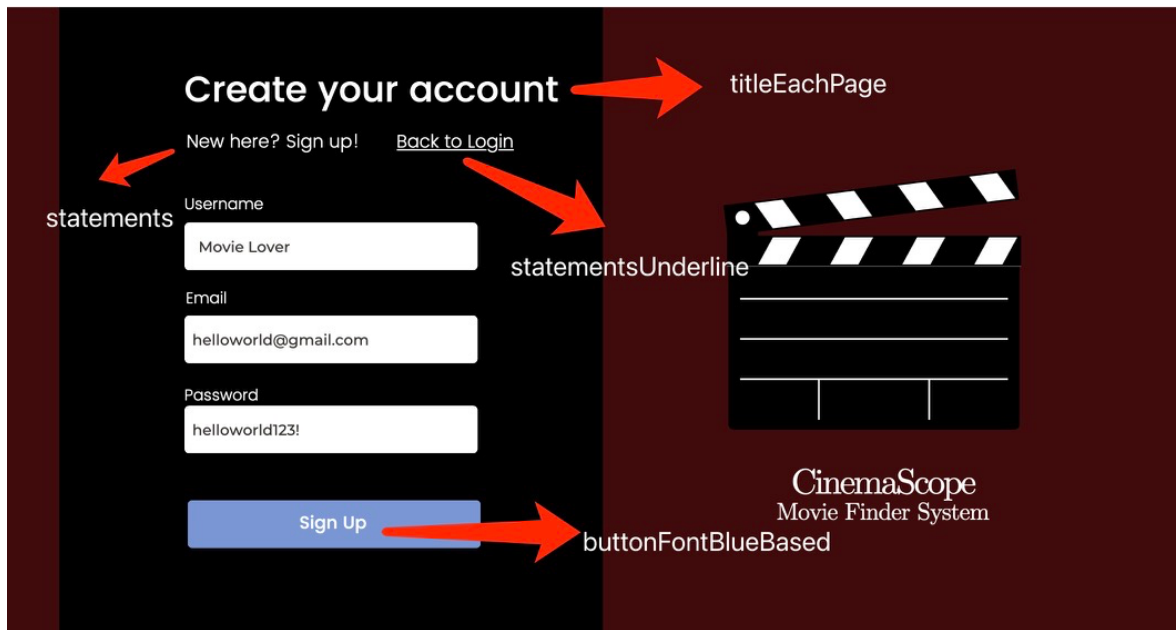 Create your account
titleEachPage
New here? Sign up!
Back to Login
statements
Username
Movie Lover
statementsUnderline
Email
helloworld@gmail.com
Password
helloworld123!
CinemaScope
Movie Finder System
Sign Up
buttonFontBlueBased